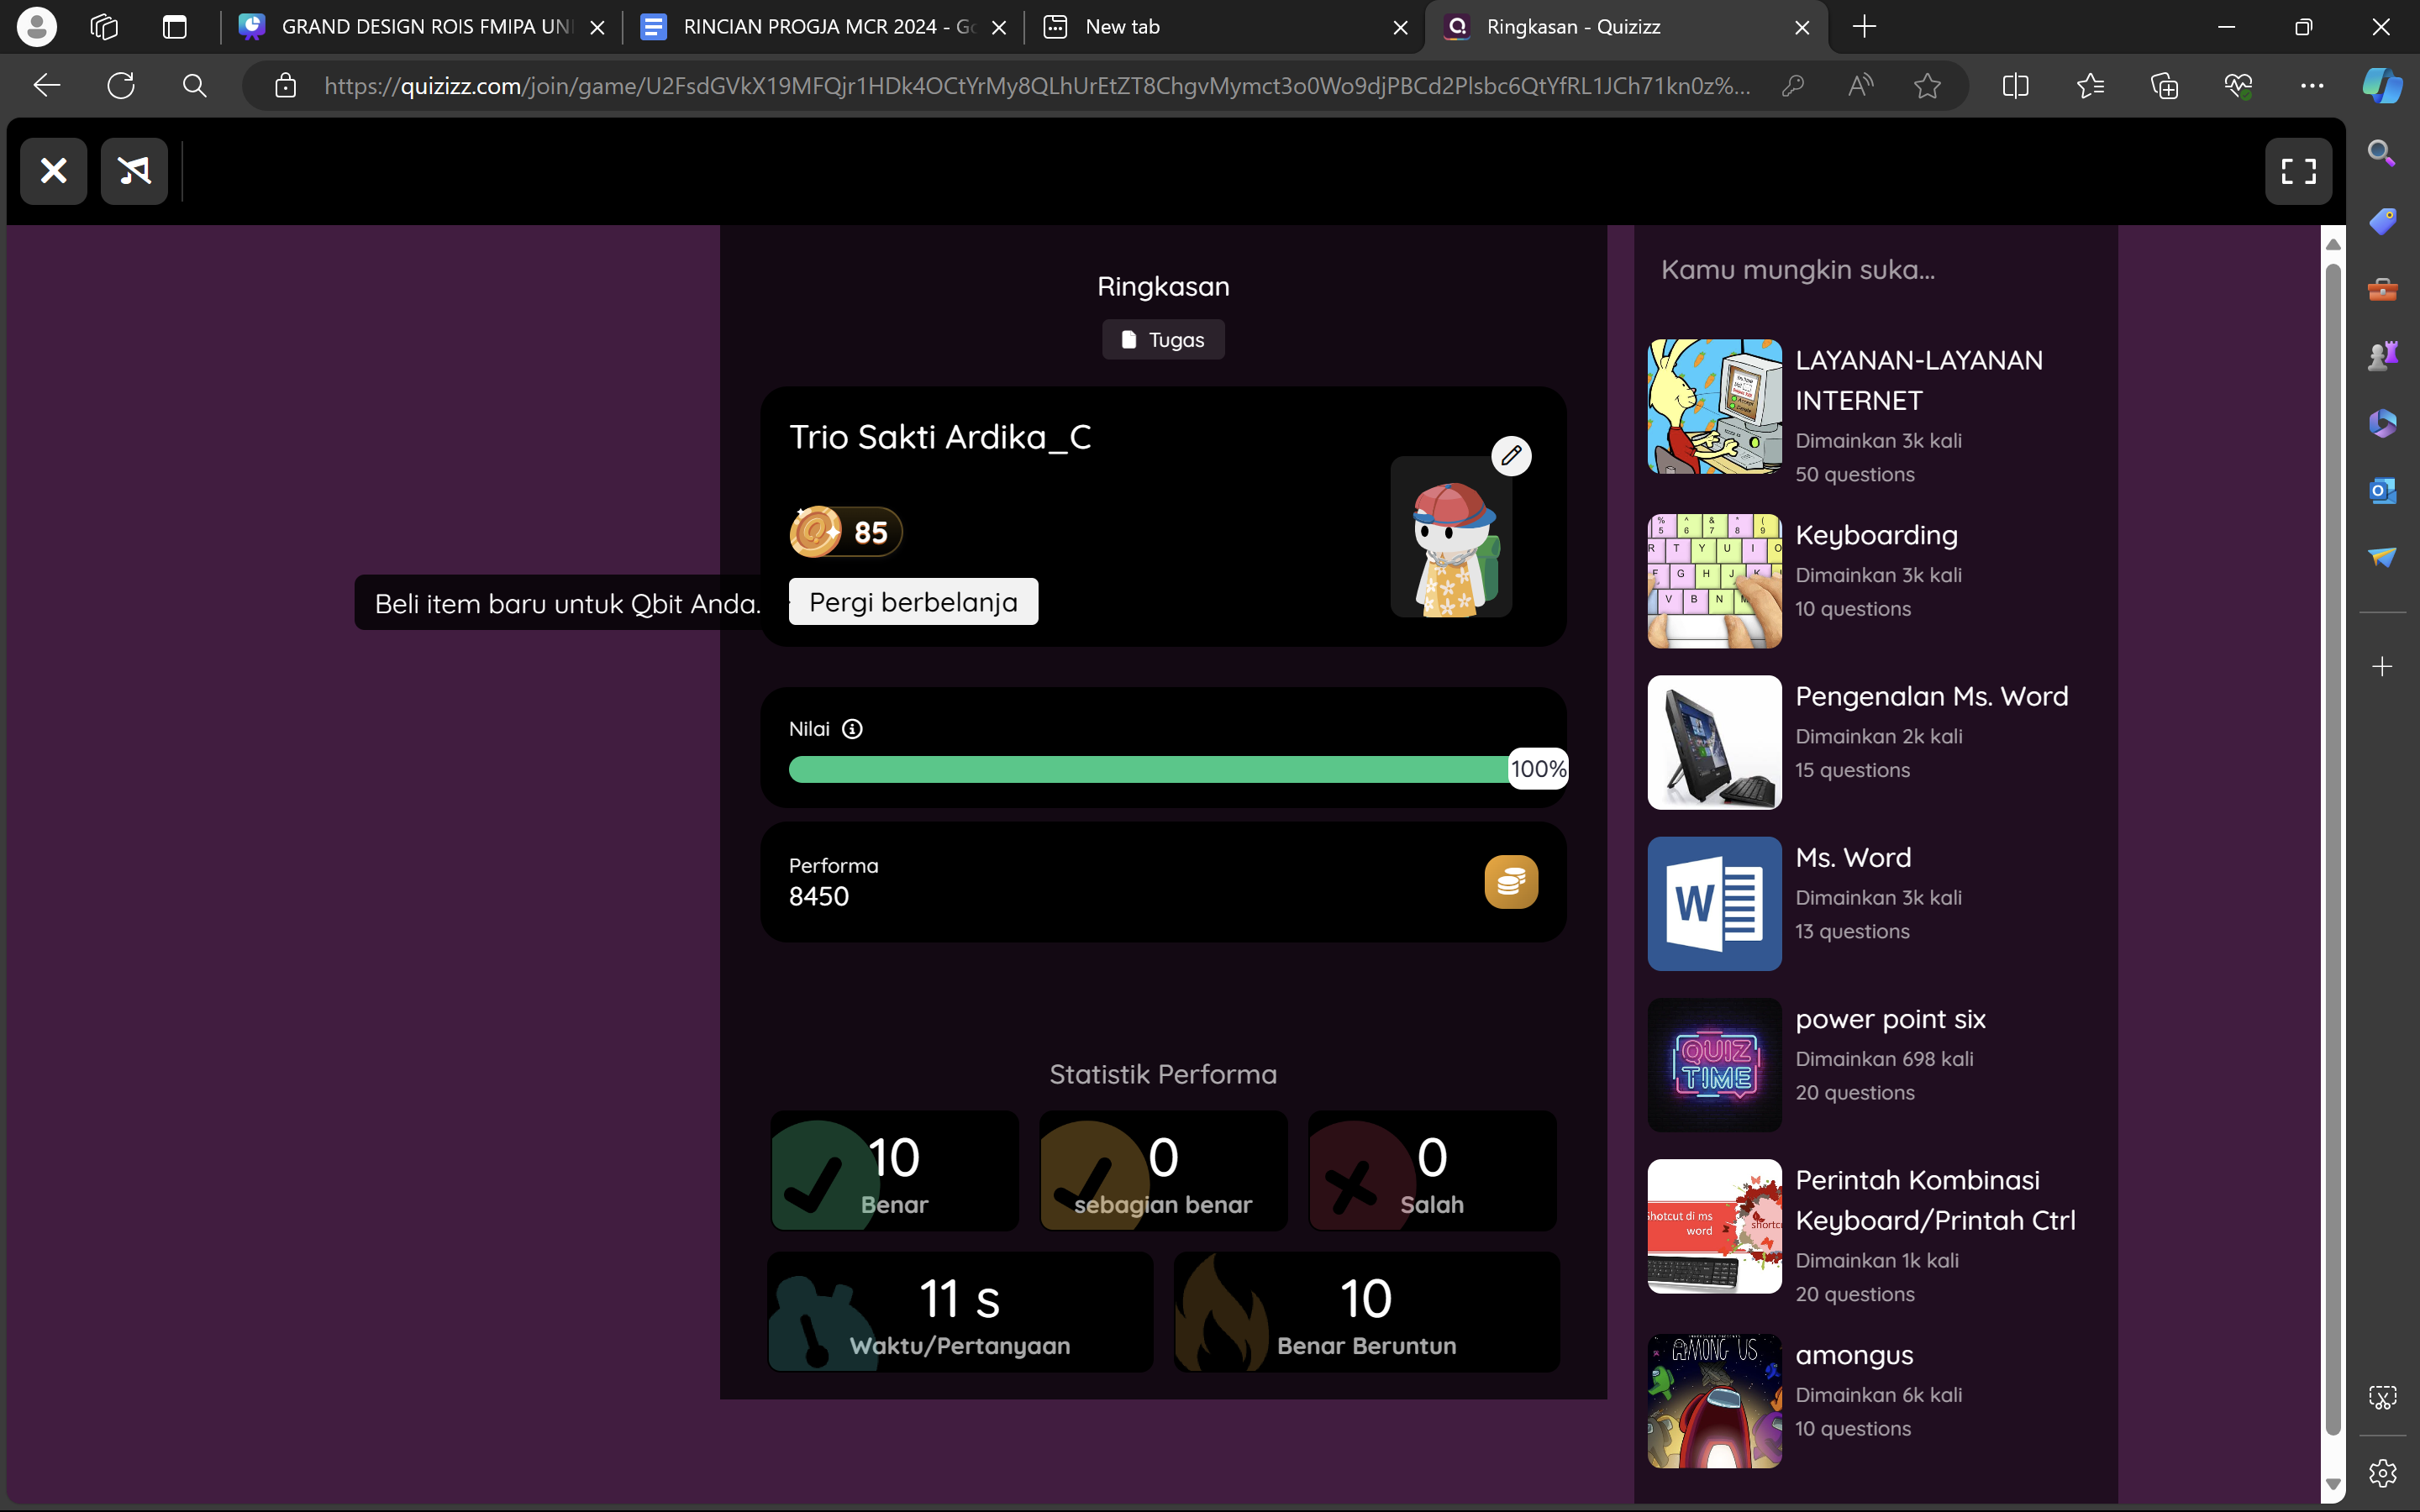 GRAND DESIGN ROIS FMIPA UNI
RINCIAN PROGJA MCR 2024 - Go
New tab
Ringkasan - Quizizz
https://quizizz.com/join/game/U2FsdGVkX19MFQjr1HDk4OCtYrMy8QLhUrEtZT8ChgvMymct3o0Wo9djPBCd2Plsbc6QtYfRL1JCh71kn0z%...
Ringkasan
Tugas
Trio Sakti Ardika_C
85
Beli item baru untuk Qbit Anda.
Pergi berbelanja
Nilai
100%
Performa
8450
Statistik Performa
10
Benar
0
sebagian benar
0
Salah
11 s
Waktu/Pertanyaan
10
Benar Beruntun
Kamu mungkin suka...
LAYANAN-LAYANAN
INTERNET
Dimainkan 3k kali
50 questions
Keyboarding
Dimainkan 3k kali
10 questions
Pengenalan Ms. Word
Dimainkan 2k kali
15 questions
W
Ms. Word
Dimainkan 3k kali
13 questions
QUIZ
TIME
power point six
Dimainkan 698 kali
20 questions
Perintah Kombinasi
Keyboard/Printah Ctrl
Dimainkan 1k kali
20 questions
AMONG US
amongus
Dimainkan 6k kali
10 questions